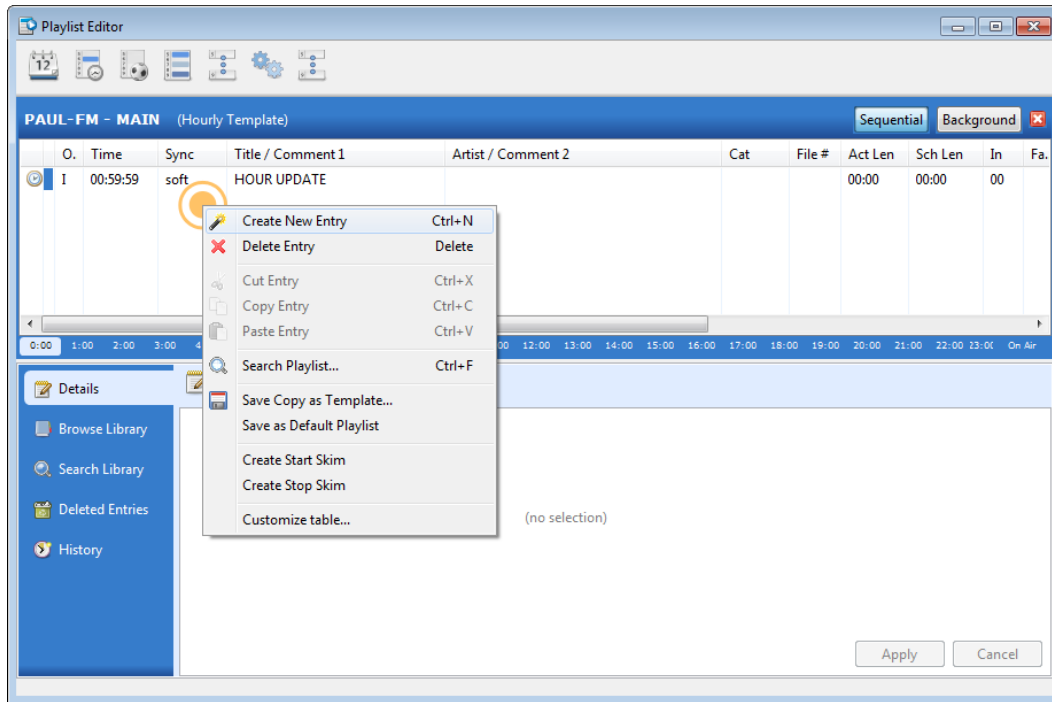 Playlist Editor
12
PAUL-FM - MAIN (Hourly Template) Sequential Background
O. Time Sync Title / Comment 1 Artist / Comment 2 Cat File # Act Len Sch Len In Fa.
I 00:59:59 soft HOUR UPDATE 00:00 00:00 00
Create New Entry Ctrl+N
Delete Entry Delete
Cut Entry Ctrl+X
Copy Entry Ctrl+C
Paste Entry Ctrl+V
Search Playlist... Ctrl+F
Save Copy as Template...
Save as Default Playlist
Create Start Skim
Create Stop Skim
Customize table...
0:00 1:00 2:00 3:00 4 00 12:00 13:00 14:00 15:00 16:00 17:00 18:00 19:00 20:00 21:00 22:00 23:0( On Air
Details
Browse Library
Search Library
Deleted Entries
History
(no selection)
Apply Cancel